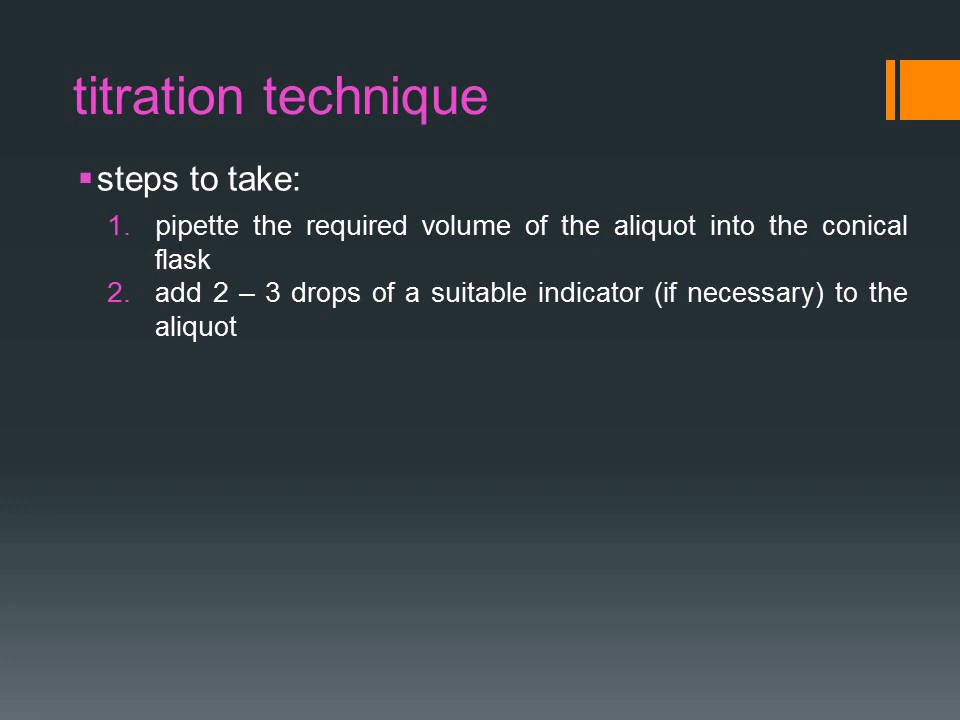 titration technique
steps to take:
1. pipette the required volume of the aliquot into the conical
flask
2. add 2 – 3 drops of a suitable indicator (if necessary) to the
aliquot